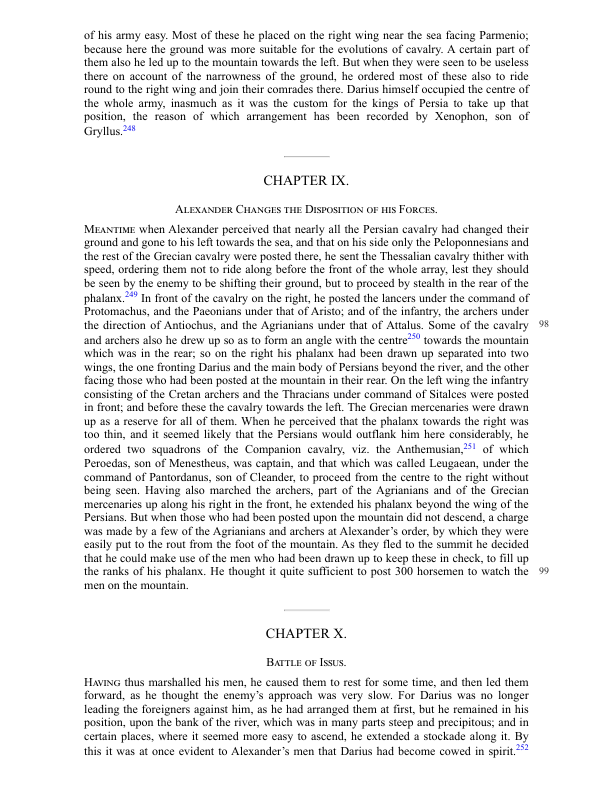 of his army easy. Most of these he placed on the right wing near the sea facing Parmenio;
because here the ground was more suitable for the evolutions of cavalry. A certain part of
them also he led up to the mountain towards the left. But when they were seen to be useless
there on account of the narrowness of the ground, he ordered most of these also to ride
round to the right wing and join their comrades there. Darius himself occupied the centre of
the whole army, inasmuch as it was the custom for the kings of Persia to take up that
position, the reason of which arrangement has been recorded by Xenophon, son of
Gryllus.248
CHAPTER IX.
Alexander Changes the Disposition of his Forces.
Meantime when Alexander perceived that nearly all the Persian cavalry had changed their
ground and gone to his left towards the sea, and that on his side only the Peloponnesians and
the rest of the Grecian cavalry were posted there, he sent the Thessalian cavalry thither with
speed, ordering them not to ride along before the front of the whole array, lest they should
be seen by the enemy to be shifting their ground, but to proceed by stealth in the rear of the
phalanx.249 In front of the cavalry on the right, he posted the lancers under the command of
Protomachus, and the Paeonians under that of Aristo; and of the infantry, the archers under
the direction of Antiochus, and the Agrianians under that of Attalus. Some of the cavalry 98
and archers also he drew up so as to form an angle with the centre250 towards the mountain
which was in the rear; so on the right his phalanx had been drawn up separated into two
wings, the one fronting Darius and the main body of Persians beyond the river, and the other
facing those who had been posted at the mountain in their rear. On the left wing the infantry
consisting of the Cretan archers and the Thracians under command of Sitalces were posted
in front; and before these the cavalry towards the left. The Grecian mercenaries were drawn
up as a reserve for all of them. When he perceived that the phalanx towards the right was
too thin, and it seemed likely that the Persians would outflank him here considerably, he
ordered two squadrons of the Companion cavalry, viz. the Anthemusian,251 of which
Peroedas, son of Menestheus, was captain, and that which was called Leugaean, under the
command of Pantordanus, son of Cleander, to proceed from the centre to the right without
being seen. Having also marched the archers, part of the Agrianians and of the Grecian
mercenaries up along his right in the front, he extended his phalanx beyond the wing of the
Persians. But when those who had been posted upon the mountain did not descend, a charge
was made by a few of the Agrianians and archers at Alexander's order, by which they were
easily put to the rout from the foot of the mountain. As they fled to the summit he decided
that he could make use of the men who had been drawn up to keep these in check, to fill up
the ranks of his phalanx. He thought it quite sufficient to post 300 horsemen to watch the 99
men on the mountain.
CHAPTER X.
Battle of Issus.
Having thus marshalled his men, he caused them to rest for some time, and then led them
forward, as he thought the enemy's approach was very slow. For Darius was no longer
leading the foreigners against him, as he had arranged them at first, but he remained in his
position, upon the bank of the river, which was in many parts steep and precipitous; and in
certain places, where it seemed more easy to ascend, he extended a stockade along it. By
this it was at once evident to Alexander's men that Darius had become cowed in spirit.252